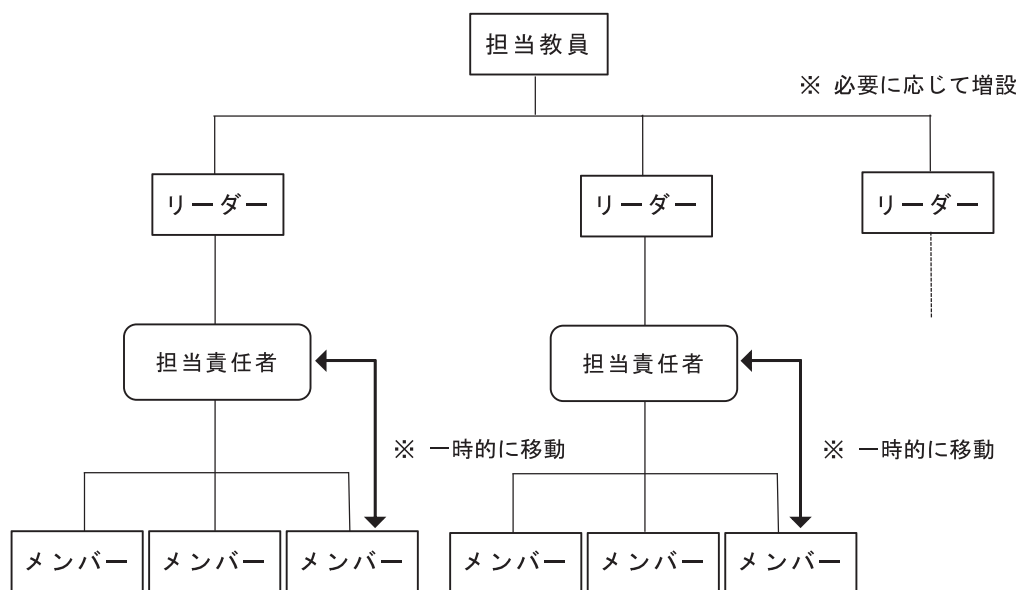 担当教員
※ 必要に応じて増設
リーダー
リーダー
リーダー
担当責任者
担当責任者
※ 一時的に移動
※ 一時的に移動
メンバー
メンバー
メンバー
メンバー
メンバー
メンバー